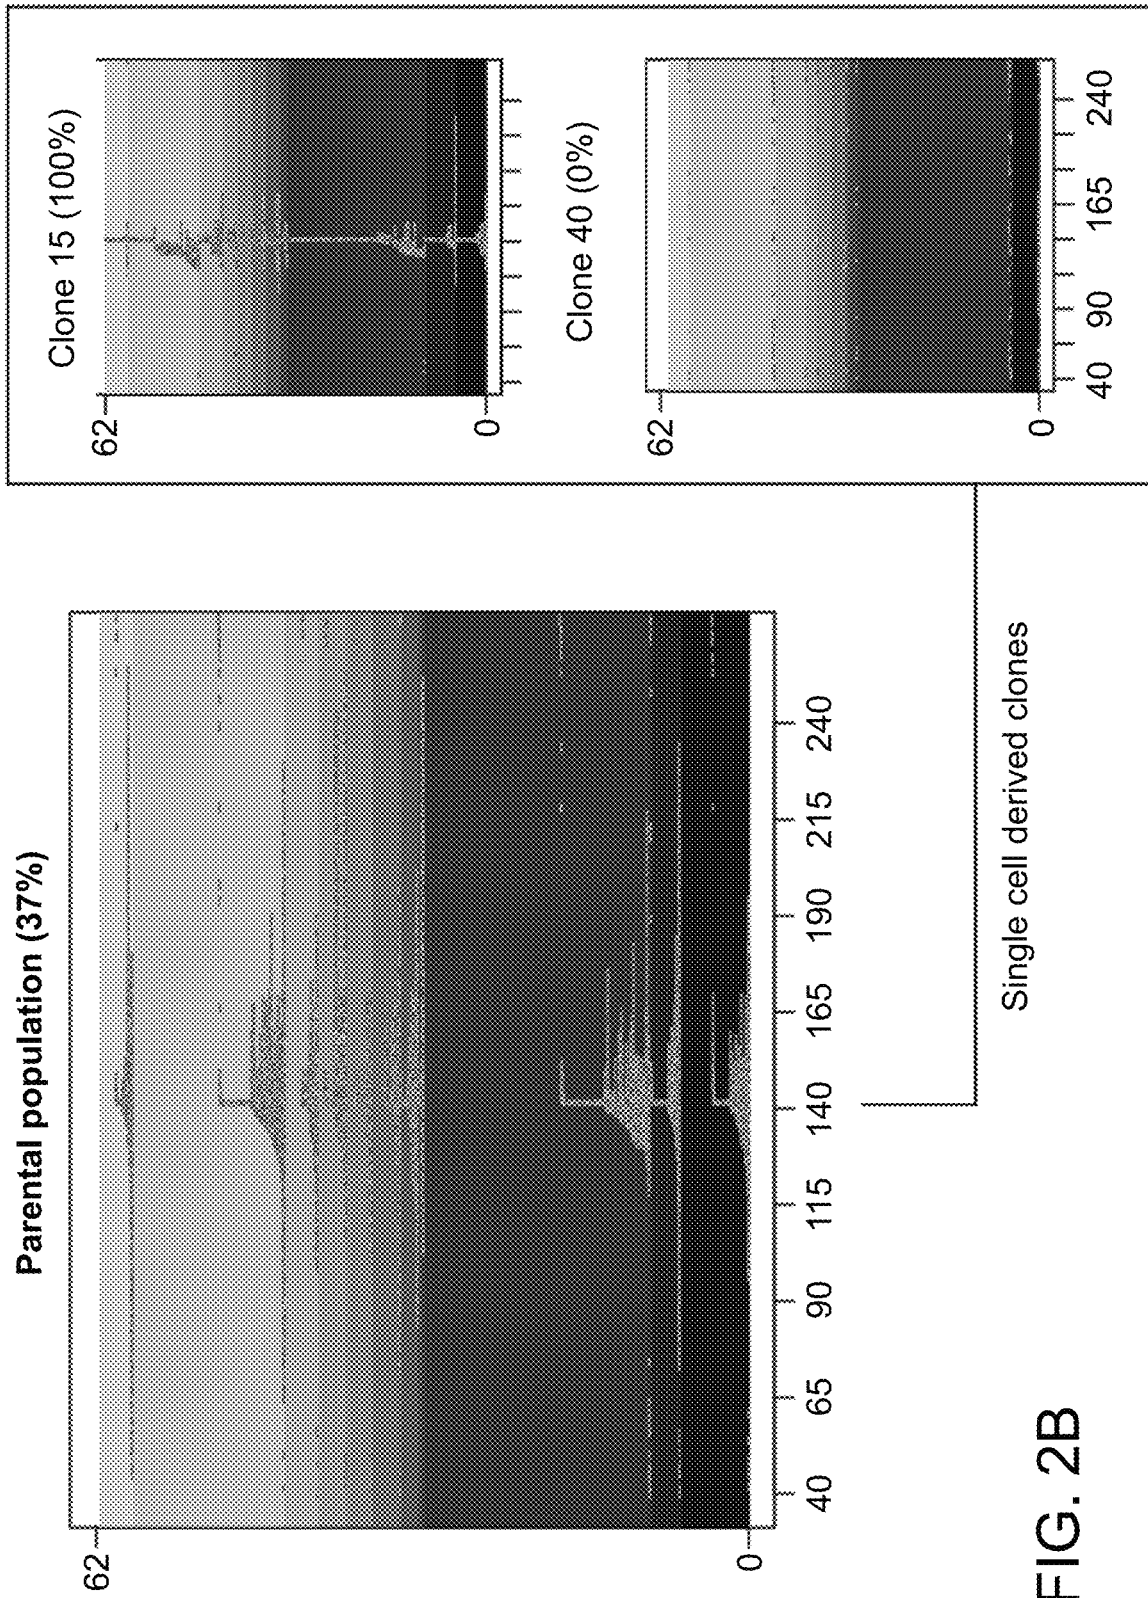 Parental population (37%)
62
0
40 65 90 115 140 165 190 215 240
Single cell derived clones
Clone 15 (100%)
62
0
Clone 40 (0%)
62
0
40 90 165 240
FIG. 2B